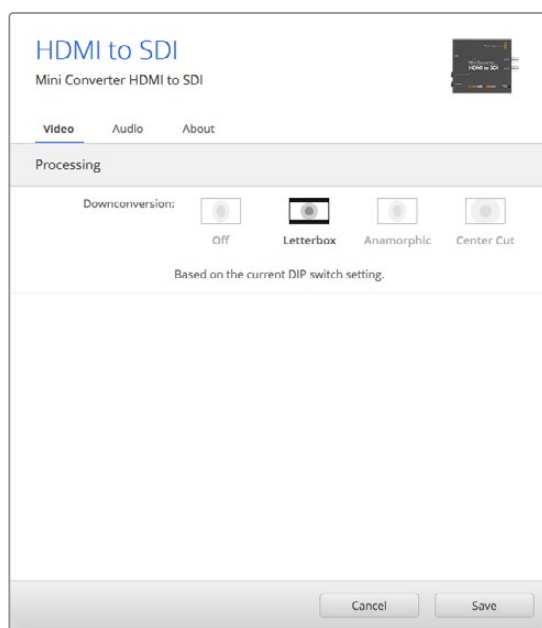 HDMI to SDI
Mini Converter HDMI to SDI
Video Audio About
Processing
Downconversion:
Off Letterbox Anamorphic Center Cut
Based on the current DIP switch setting.
Cancel Save